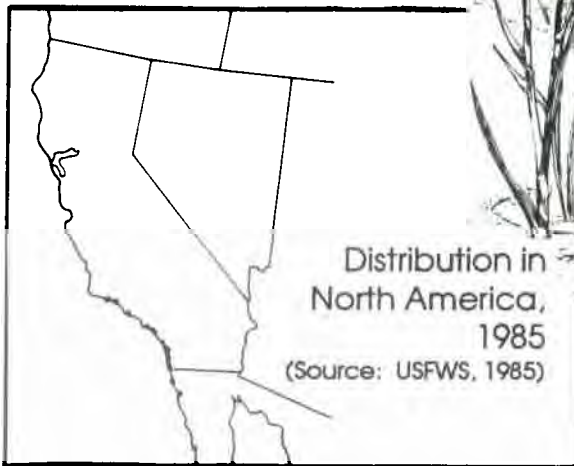 Distribution in
North America,
1985
(Source: USFWS, 1985)